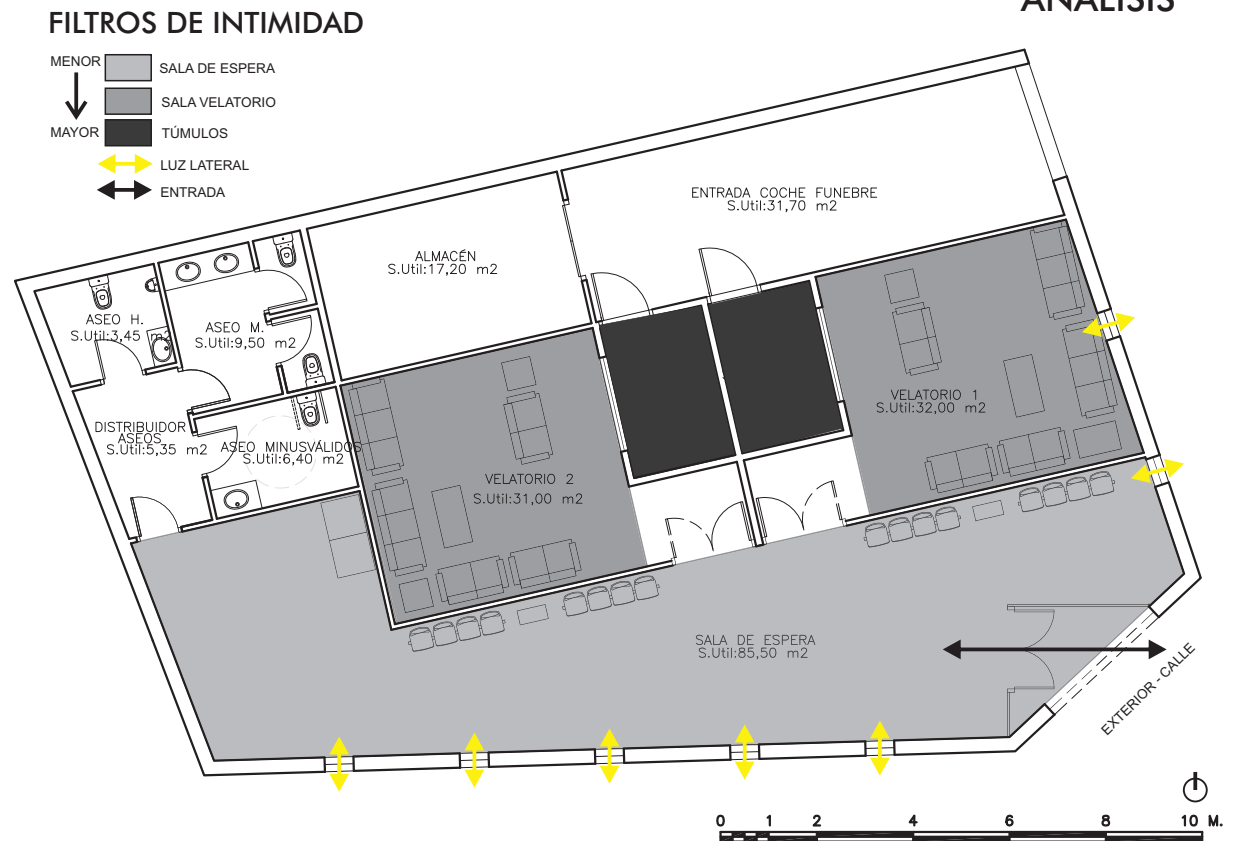 ANÁLISIS
FILTROS DE INTIMIDAD
MENOR
SALA DE ESPERA
SALA VELATORIO
MAYOR
TÚMULOS
LUZ LATERAL
ENTRADA
ENTRADA COCHE FUNEBRE
S.Util:31,70 m2
ALMACÉN
S.Util:17,20 m2
ASEO H.
S.Util:3,45 m2
ASEO M.
S.Util:9,50 m2
VELATORIO 1
S.Util:32,00 m2
DISTRIBUIDOR
ASEOS
S.Util:5,35 m2
ASEO MINUSVÁLIDOS
S.Util:6,40 m2
VELATORIO 2
S.Util:31,00 m2
SALA DE ESPERA
S.Util:85,50 m2
EXTERIOR - CALLE
0 1 2 4 6 8 10 M.